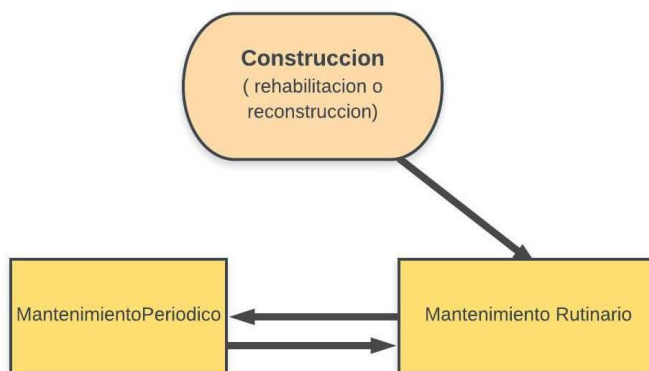 Construccion
( rehabilitacion o
reconstruccion)
MantenimientoPeriodico
Mantenimiento Rutinario